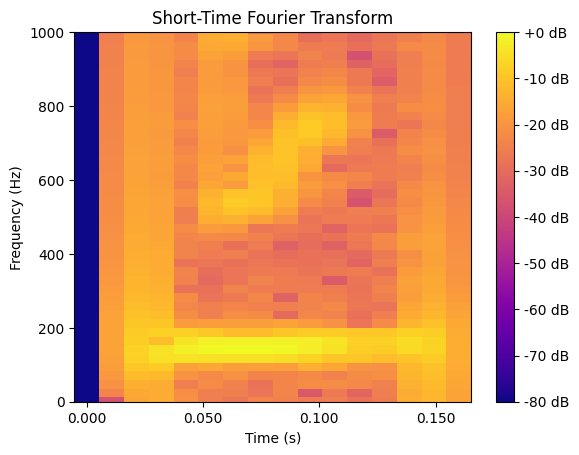 Short-Time Fourier Transform
1000
800
600
400
200
0
Frequency (Hz)
0.000
0.050
0.100
0.150
Time (s)
+0 dB
-10 dB
-20 dB
-30 dB
-40 dB
-50 dB
-60 dB
-70 dB
-80 dB